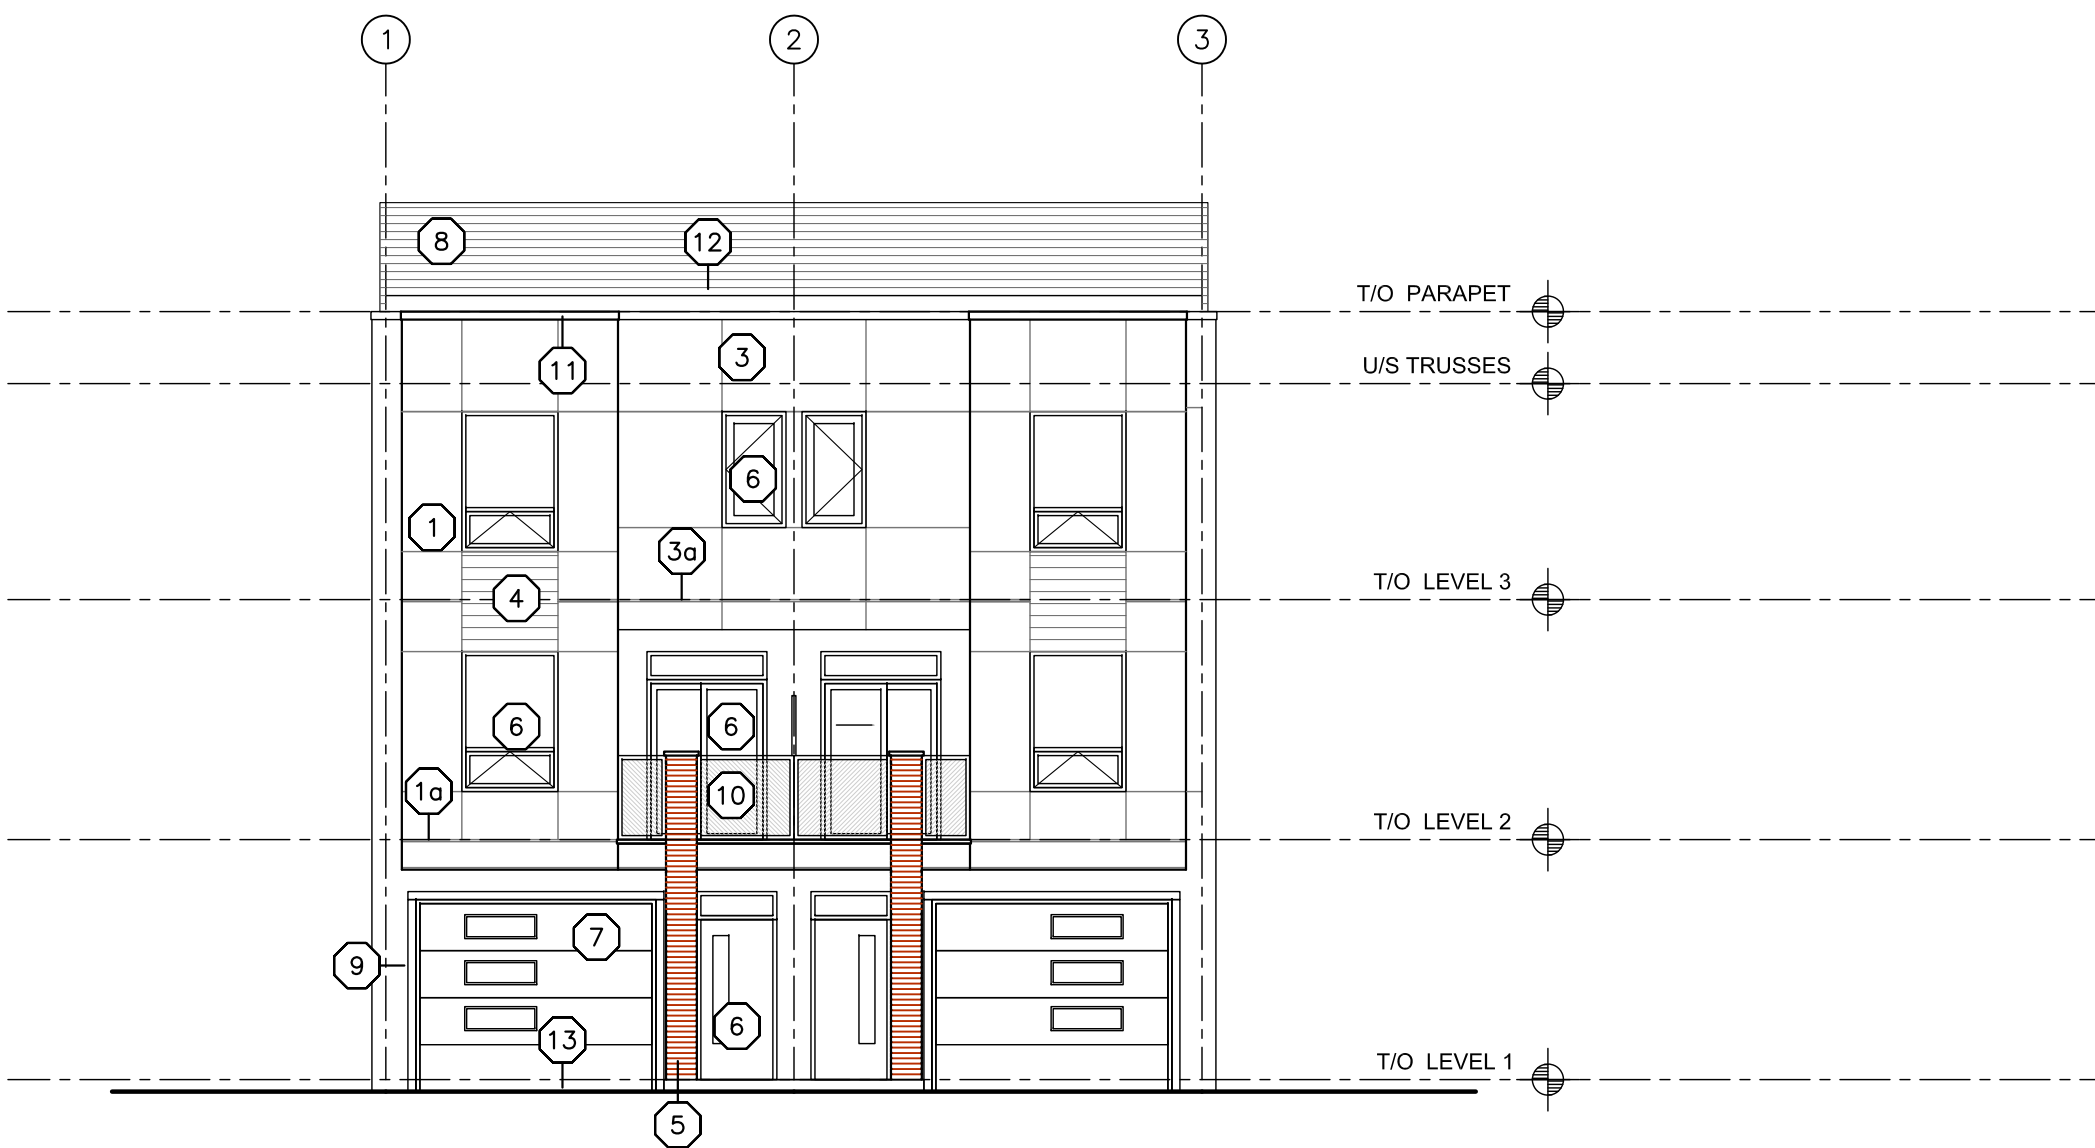 1 2 3
8 12
T/O PARAPET
3
11
U/S TRUSSES
6
1
3a
T/O LEVEL 3
4
6 6
1a 10
T/O LEVEL 2
7
9
6
13
T/O LEVEL 1
5